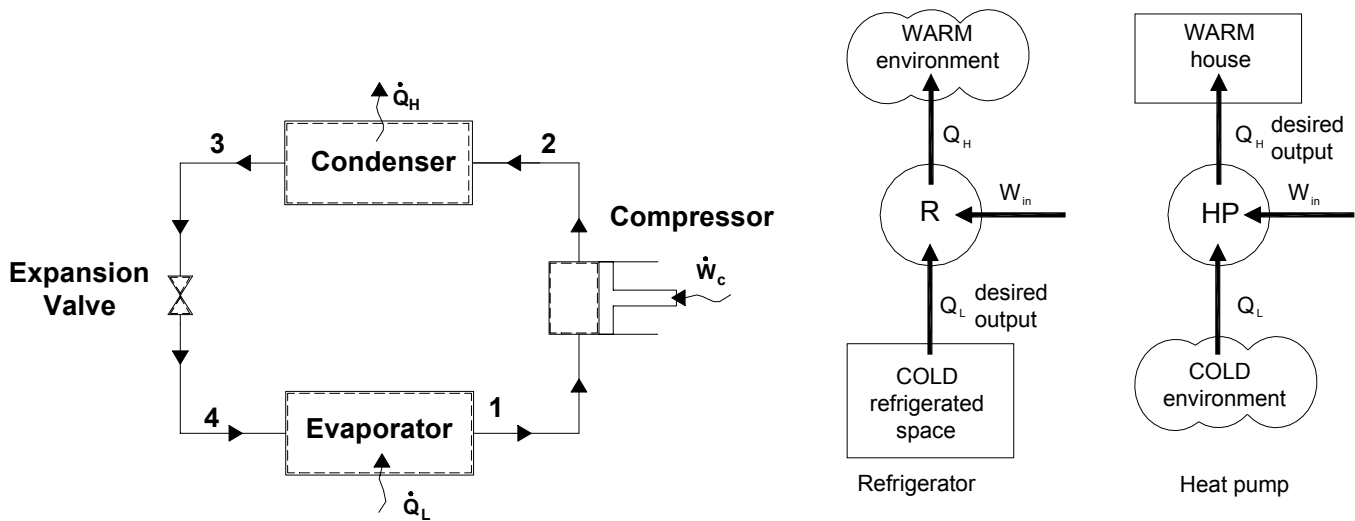 Q̇H
3
Condenser
2
Compressor
Expansion
Valve
Ẇc
4
Evaporator
1
Q̇L
WARM
environment
QH
R
Win
QL
desired
output
COLD
refrigerated
space
Refrigerator
WARM
house
QH
desired
output
HP
Win
QL
COLD
environment
Heat pump